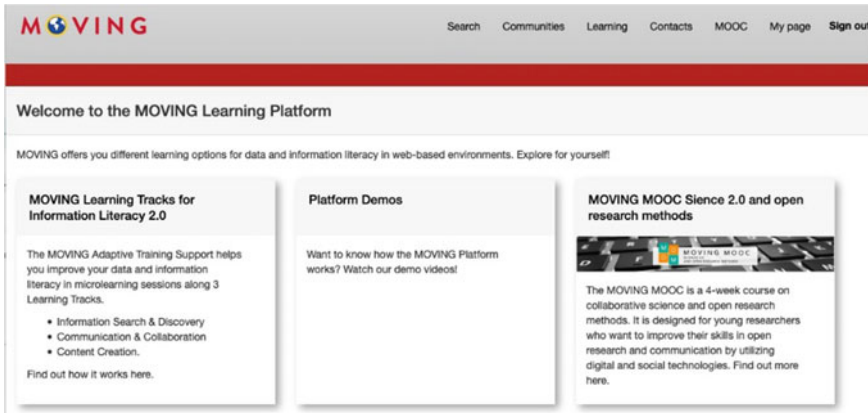 MOVING
Search Communities Learning Contacts MOOC My page Sign out
Welcome to the MOVING Learning Platform
MOVING offers you different learning options for data and information literacy in web-based environments. Explore for yourself!
MOVING Learning Tracks for
Information Literacy 2.0
The MOVING Adaptive Training Support helps
you improve your data and information
literacy in microlearning sessions along 3
Learning Tracks.
• Information Search & Discovery
• Communication & Collaboration
• Content Creation.
Find out how it works here.
Platform Demos
Want to know how the MOVING Platform
works? Watch our demo videos!
MOVING MOOC Sience 2.0 and open
research methods
MOVING MOOC
The MOVING MOOC is a 4-week course on
collaborative science and open research
methods. It is designed for young researchers
who want to improve their skills in open
research and communication by utilizing
digital and social technologies. Find out more
here.